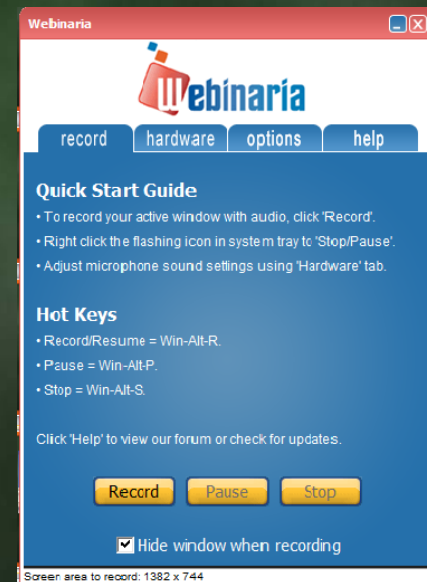 Webinaria
Webinaria
record hardware options help
Quick Start Guide
• To record your active window with audio, click 'Record'.
• Right click the flashing icon in system tray to 'Stop/Pause'.
• Adjust microphone sound settings using 'Hardware' tab.
Hot Keys
• Record/Resume = Win-Alt-R.
• Pause = Win-Alt-P.
• Stop = Win-Alt-S.
Click 'Help' to view our forum or check for updates.
Record Pause Stop
Hide window when recording
Screen area to record: 1382 x 744